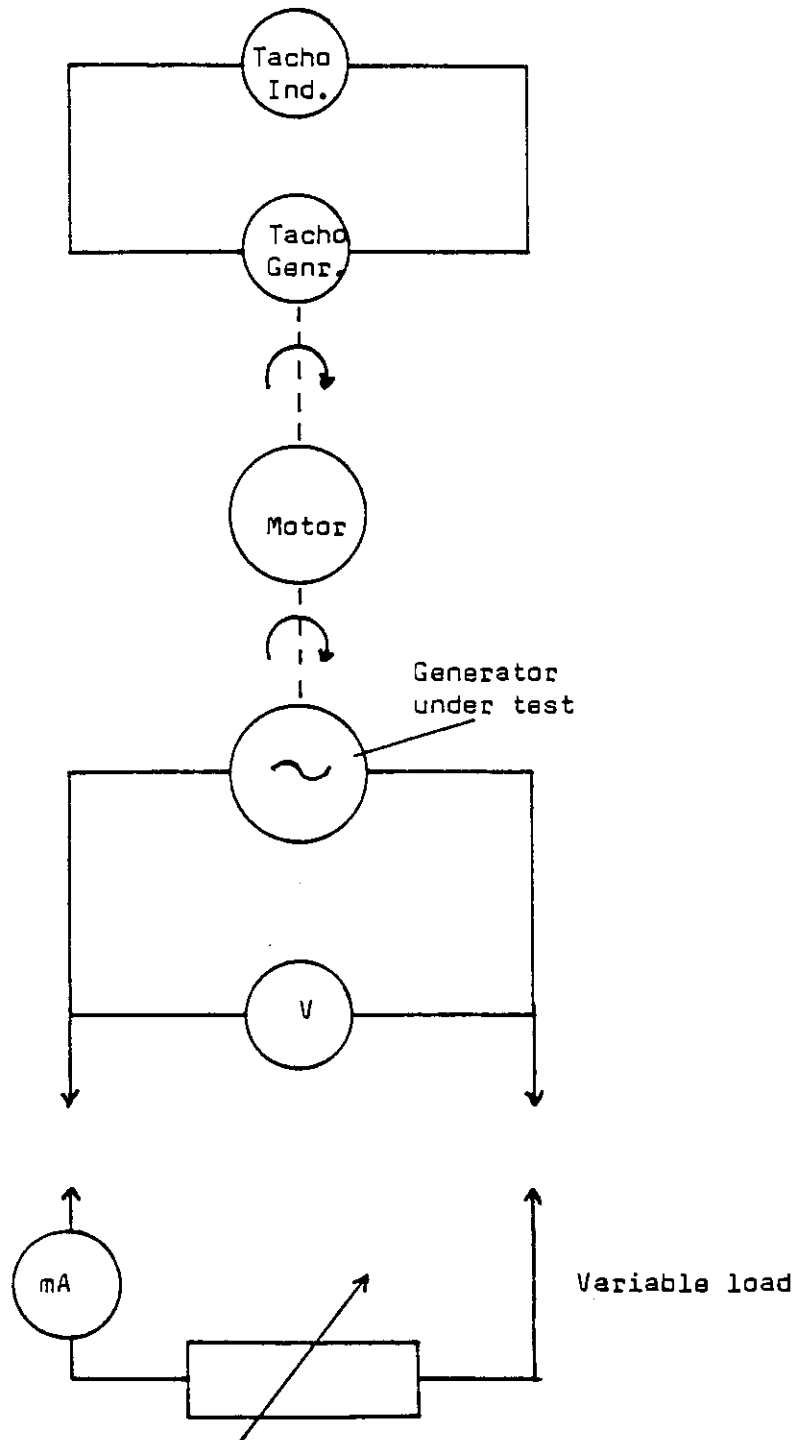 Tacho
Ind.
Tacho
Genr.
Motor
Generator
under test
V
mA
Variable load